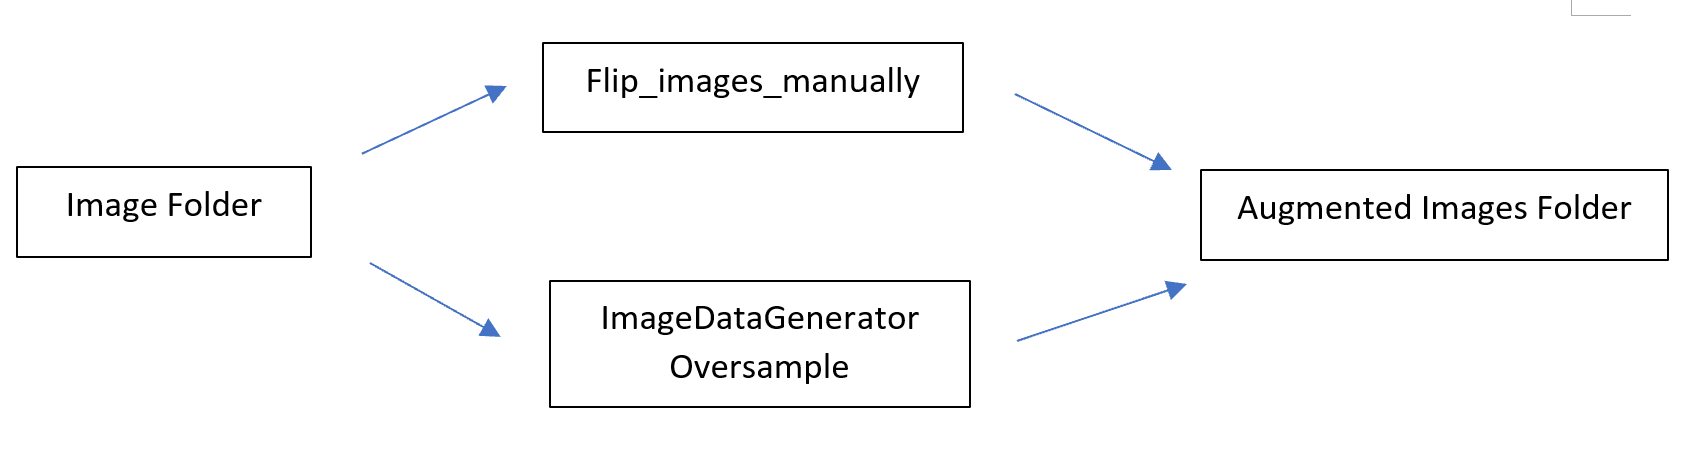 Image Folder
Flip_images_manually
ImageDataGenerator
Oversample
Augmented Images Folder